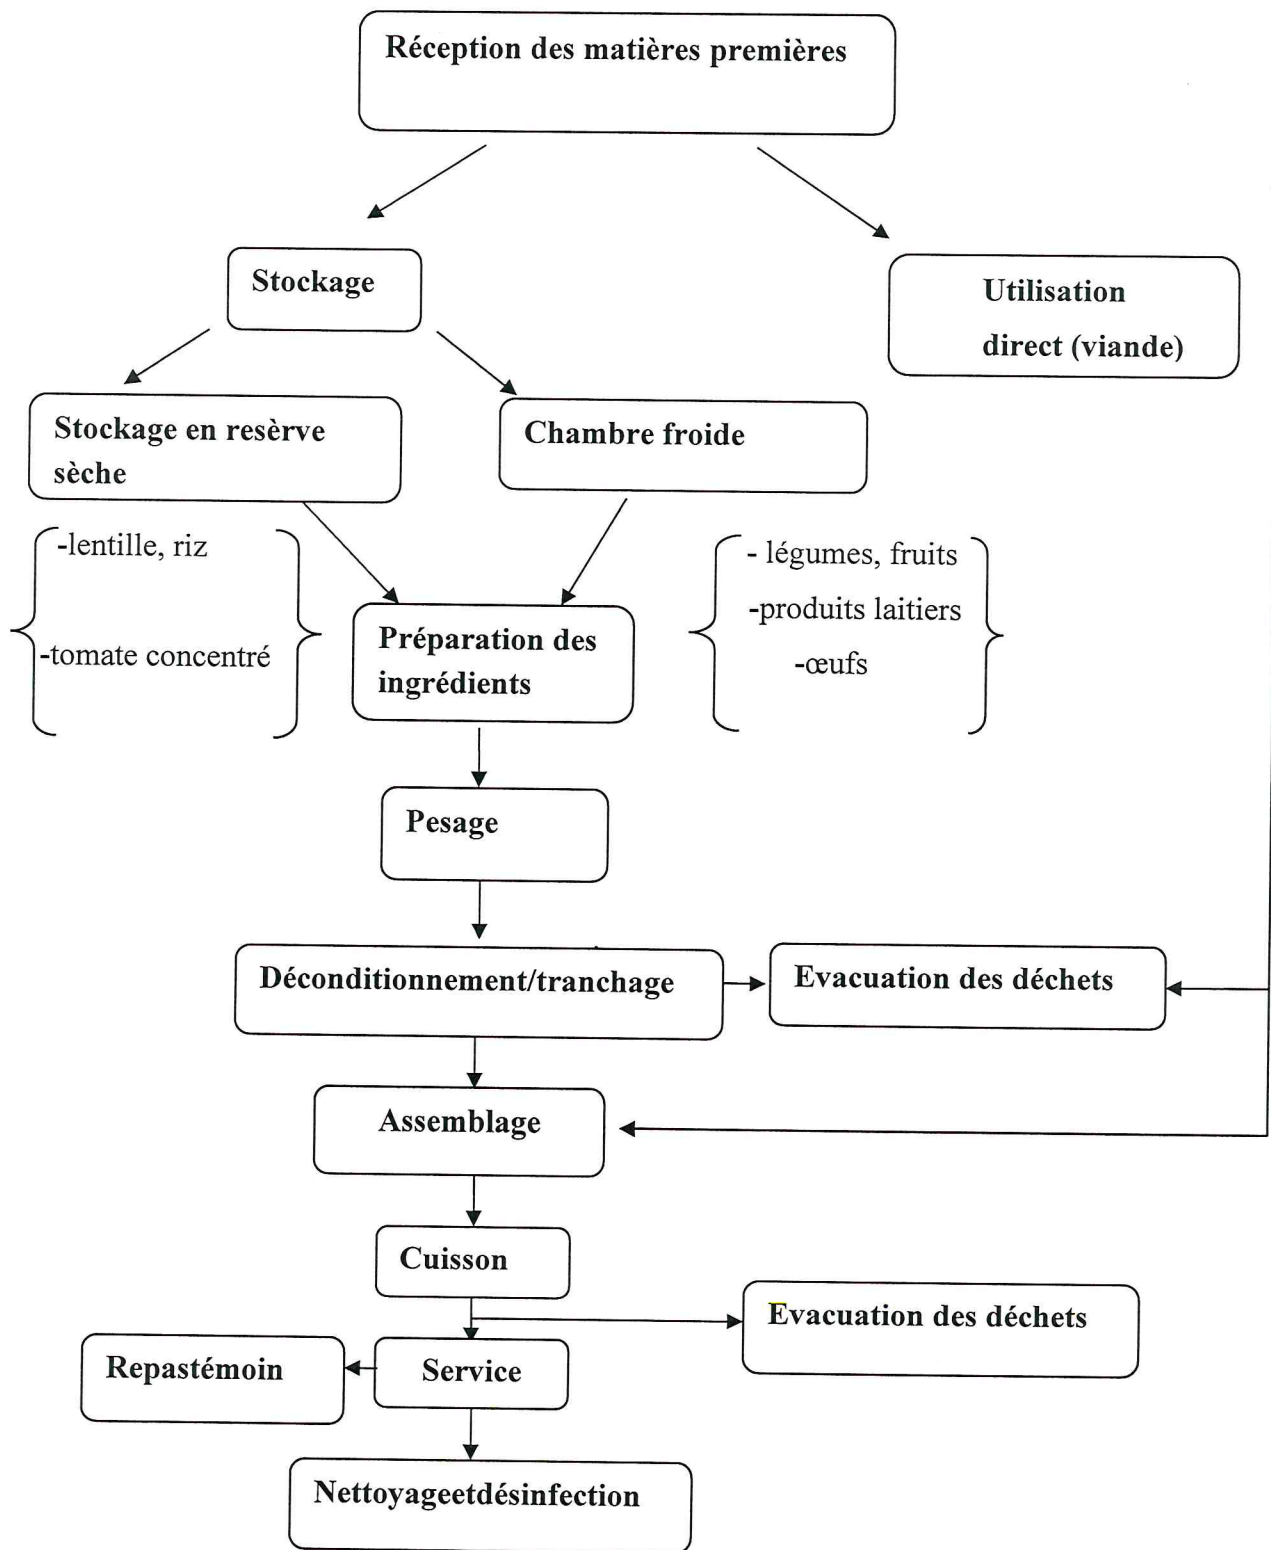 Réception des matières premières
Stockage
Utilisation
direct (viande)
Stockage en resèrve
sèche
Chambre froide
-lentille, riz
-tomate concentré
- légumes, fruits
-produits laitiers
-œufs
Préparation des
ingrédients
Pesage
Déconditionnement/tranchage
Evacuation des déchets
Assemblage
Cuisson
Evacuation des déchets
Repastémoin
Service
Nettoyageetdésinfection